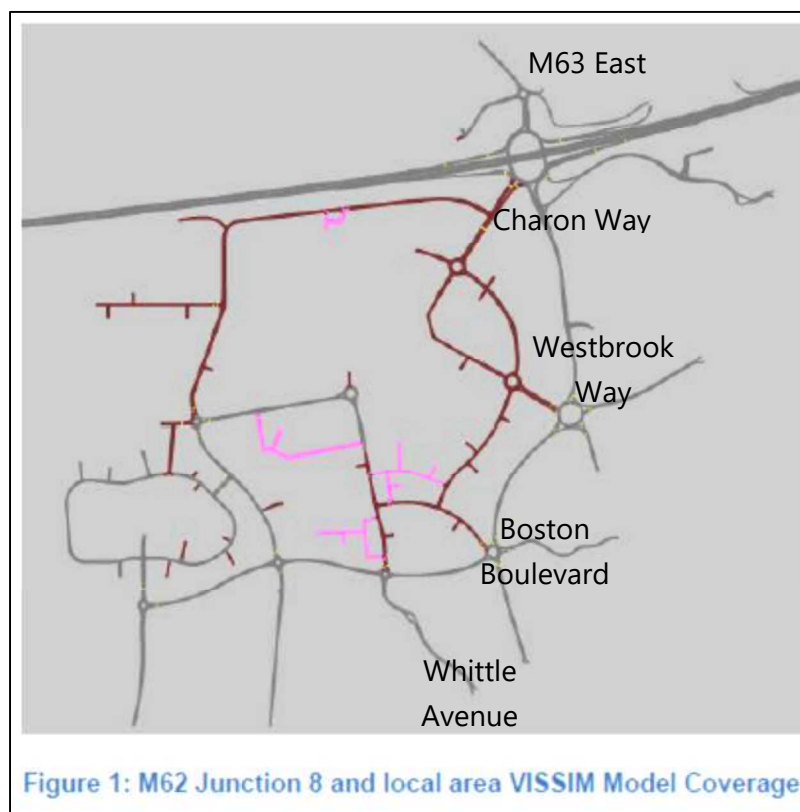 M63 East
Charon Way
Westbrook
Way
Boston
Boulevard
Whittle
Avenue
Figure 1: M62 Junction 8 and local area VISSIM Model Coverage